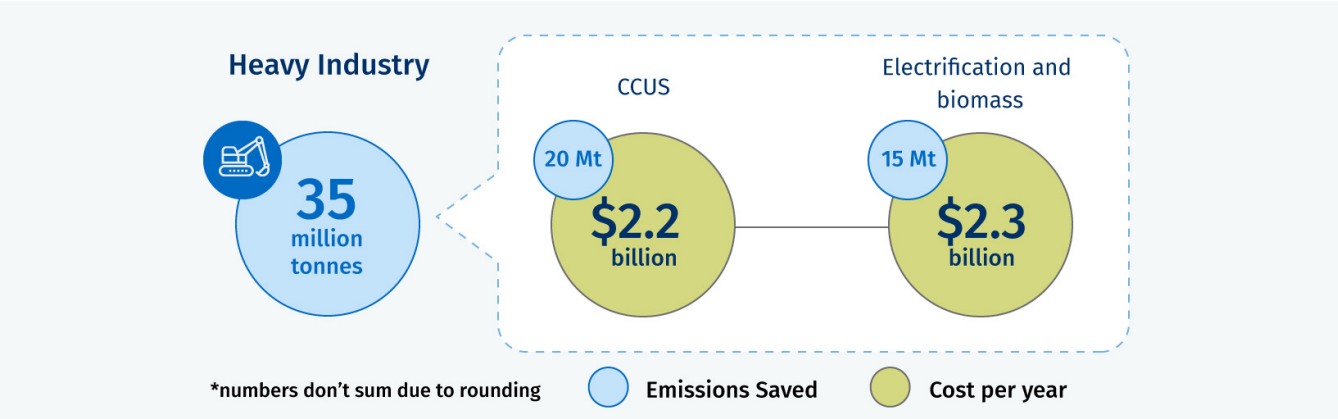 Heavy Industry
35
million
tonnes
CCUS
20 Mt
$2.2
billion
Electrification and
biomass
15 Mt
$2.3
billion
*numbers don’t sum due to rounding
Emissions Saved
Cost per year